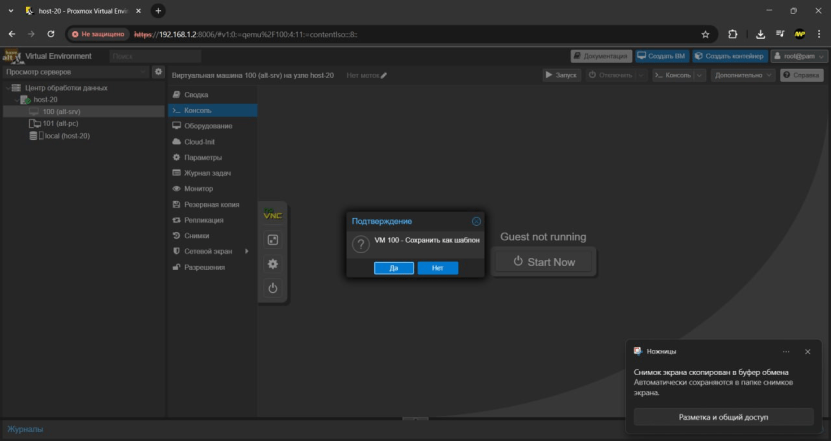 host-20 - Proxmox Virtual Envir
Не защищено https://192.168.1.2:8006/#v1:0:=qemu%2F100:4:11:=contentIso::8::
alt Virtual Environment Поиск Документация Создать ВМ Создать контейнер root@pam
Просмотр серверов
Виртуальная машина 100 (alt-srv) на узле host-20 Нет меток Запуск Отключить Консоль Дополнительно Справка
Центр обработки данных
host-20
100 (alt-srv)
101 (alt-pc)
local (host-20)
Сводка
Консоль
Оборудование
Cloud-Init
Параметры
Журнал задач
Монитор
Резервная копия
Репликация
Снимки
Сетевой экран
Разрешения
VNC
Подтверждение
VM 100 - Сохранить как шаблон
Да Нет
Guest not running
Start Now
Ножницы
Снимок экрана скопирован в буфер обмена
Автоматически сохраняются в папке снимков
экрана.
Разметка и общий доступ
Журналы